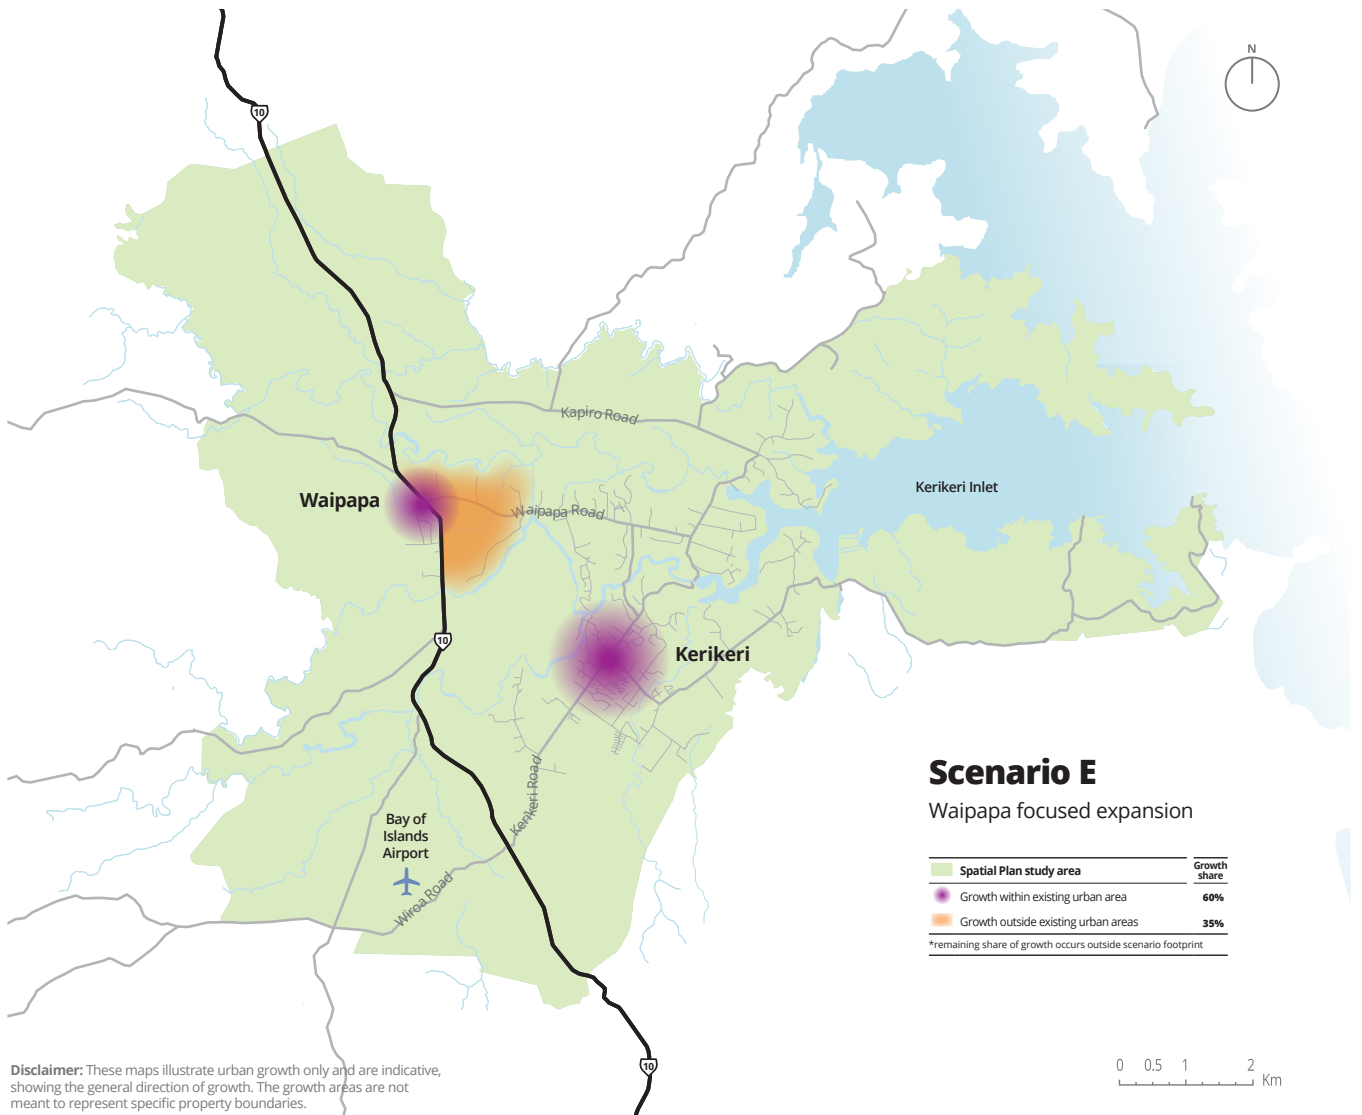 N
10
Kapiro Road
Waipapa
Waipapa Road
Kerikeri Inlet
10
Kerikeri
Kerikeri Road
Bay of
Islands
Airport
Wiroa Road
10
Scenario E
Waipapa focused expansion
Spatial Plan study area
Growth
share
Growth within existing urban area 60%
Growth outside existing urban areas 35%
*remaining share of growth occurs outside scenario footprint
Disclaimer: These maps illustrate urban growth only and are indicative,
showing the general direction of growth. The growth areas are not
meant to represent specific property boundaries.
0 0.5 1 2 Km